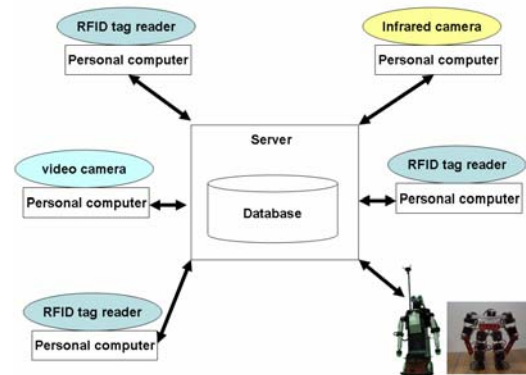 RFID tag reader
Personal computer
Infrared camera
Personal computer
Server
video camera
Personal computer
Database
RFID tag reader
Personal computer
RFID tag reader
Personal computer